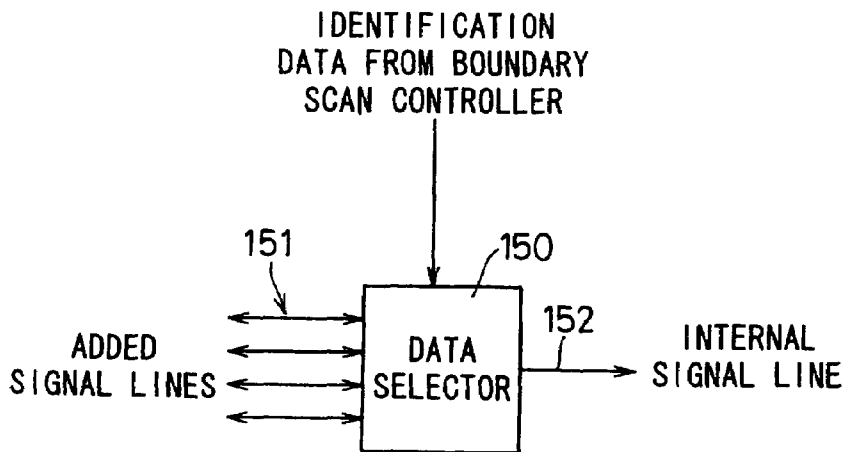 IDENTIFICATION
DATA FROM BOUNDARY
SCAN CONTROLLER
151
150
152
ADDED
SIGNAL LINES
DATA
SELECTOR
INTERNAL
SIGNAL LINE